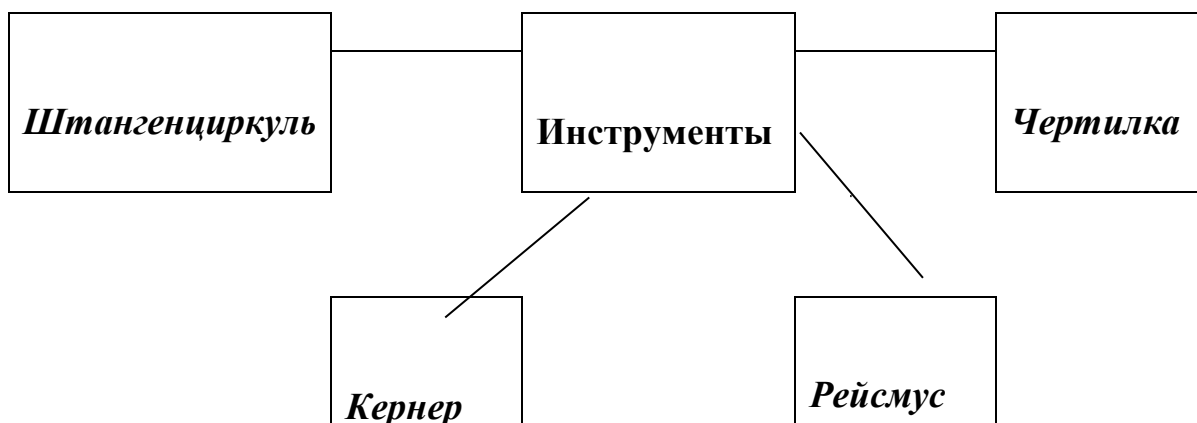 Штангенциркуль
Инструменты
Чертилка
Кернер
Рейсмус